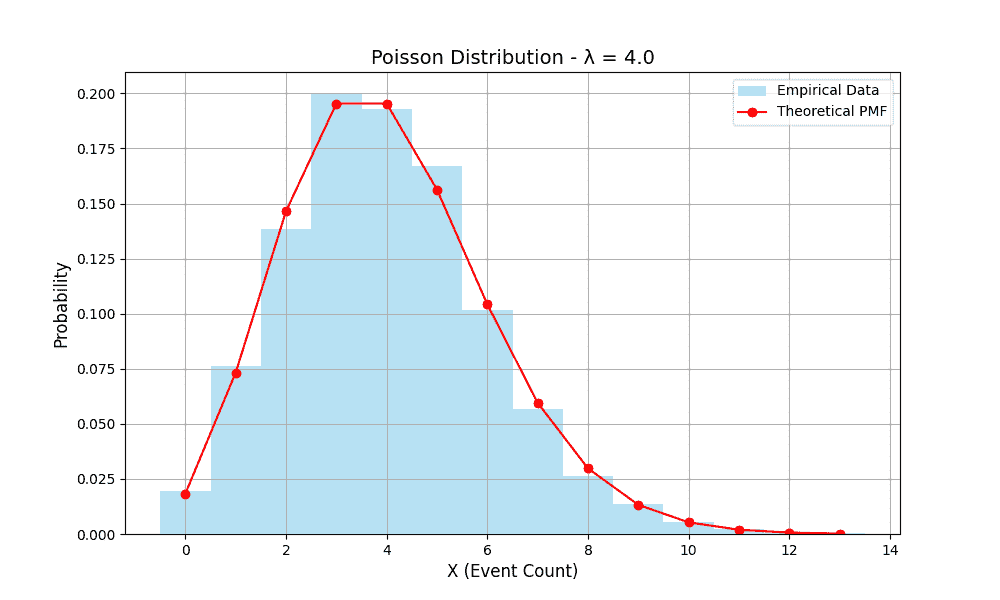 Poisson Distribution - λ = 4.0
Empirical Data
Theoretical PMF
Probability
0.200
0.175
0.150
0.125
0.100
0.075
0.050
0.025
0.000
0 2 4 6 8 10 12 14
X (Event Count)